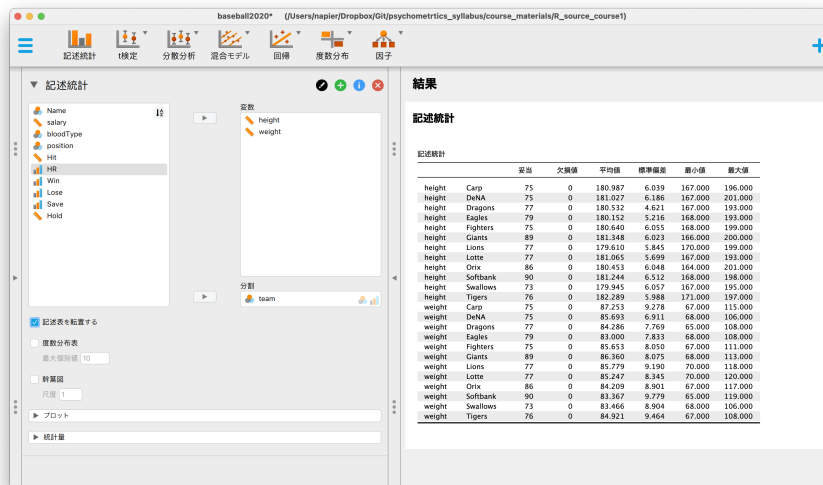 baseball2020* (/Users/napier/Dropbox/Git/psychometrtics_syllabus/course_materials/R_source_course1)
記述統計 t検定 分散分析 混合モデル 回帰 度数分布 因子
記述統計
Name
salary
bloodType
position
Hit
HR
Win
Lose
Save
Hold
変数
height
weight
分割
team
記述表を転置する
度数分布表
最大個別値 10
幹葉図
尺度 1
プロット
統計量
結果
記述統計
記述統計
妥当 欠損値 平均値 標準偏差 最小値 最大値
height Carp 75 0 180.987 6.039 167.000 196.000
height DeNA 75 0 181.027 6.186 167.000 201.000
height Dragons 77 0 180.532 4.621 167.000 193.000
height Eagles 79 0 180.152 5.216 168.000 193.000
height Fighters 75 0 180.640 6.055 168.000 199.000
height Giants 89 0 181.348 6.023 166.000 200.000
height Lions 77 0 179.610 5.845 170.000 199.000
height Lotte 77 0 181.065 5.699 167.000 193.000
height Orix 86 0 180.453 6.048 164.000 201.000
height Softbank 90 0 181.244 6.512 168.000 198.000
height Swallows 73 0 179.945 6.057 167.000 195.000
height Tigers 76 0 182.289 5.988 171.000 197.000
weight Carp 75 0 87.253 9.278 67.000 115.000
weight DeNA 75 0 85.693 6.911 68.000 106.000
weight Dragons 77 0 84.286 7.769 65.000 108.000
weight Eagles 79 0 83.000 7.833 68.000 108.000
weight Fighters 75 0 85.653 8.050 67.000 111.000
weight Giants 89 0 86.360 8.075 68.000 113.000
weight Lions 77 0 85.779 9.190 70.000 118.000
weight Lotte 77 0 85.247 8.345 70.000 120.000
weight Orix 86 0 84.209 8.901 67.000 117.000
weight Softbank 90 0 83.367 9.779 65.000 119.000
weight Swallows 73 0 83.466 8.904 68.000 106.000
weight Tigers 76 0 84.921 9.464 67.000 108.000